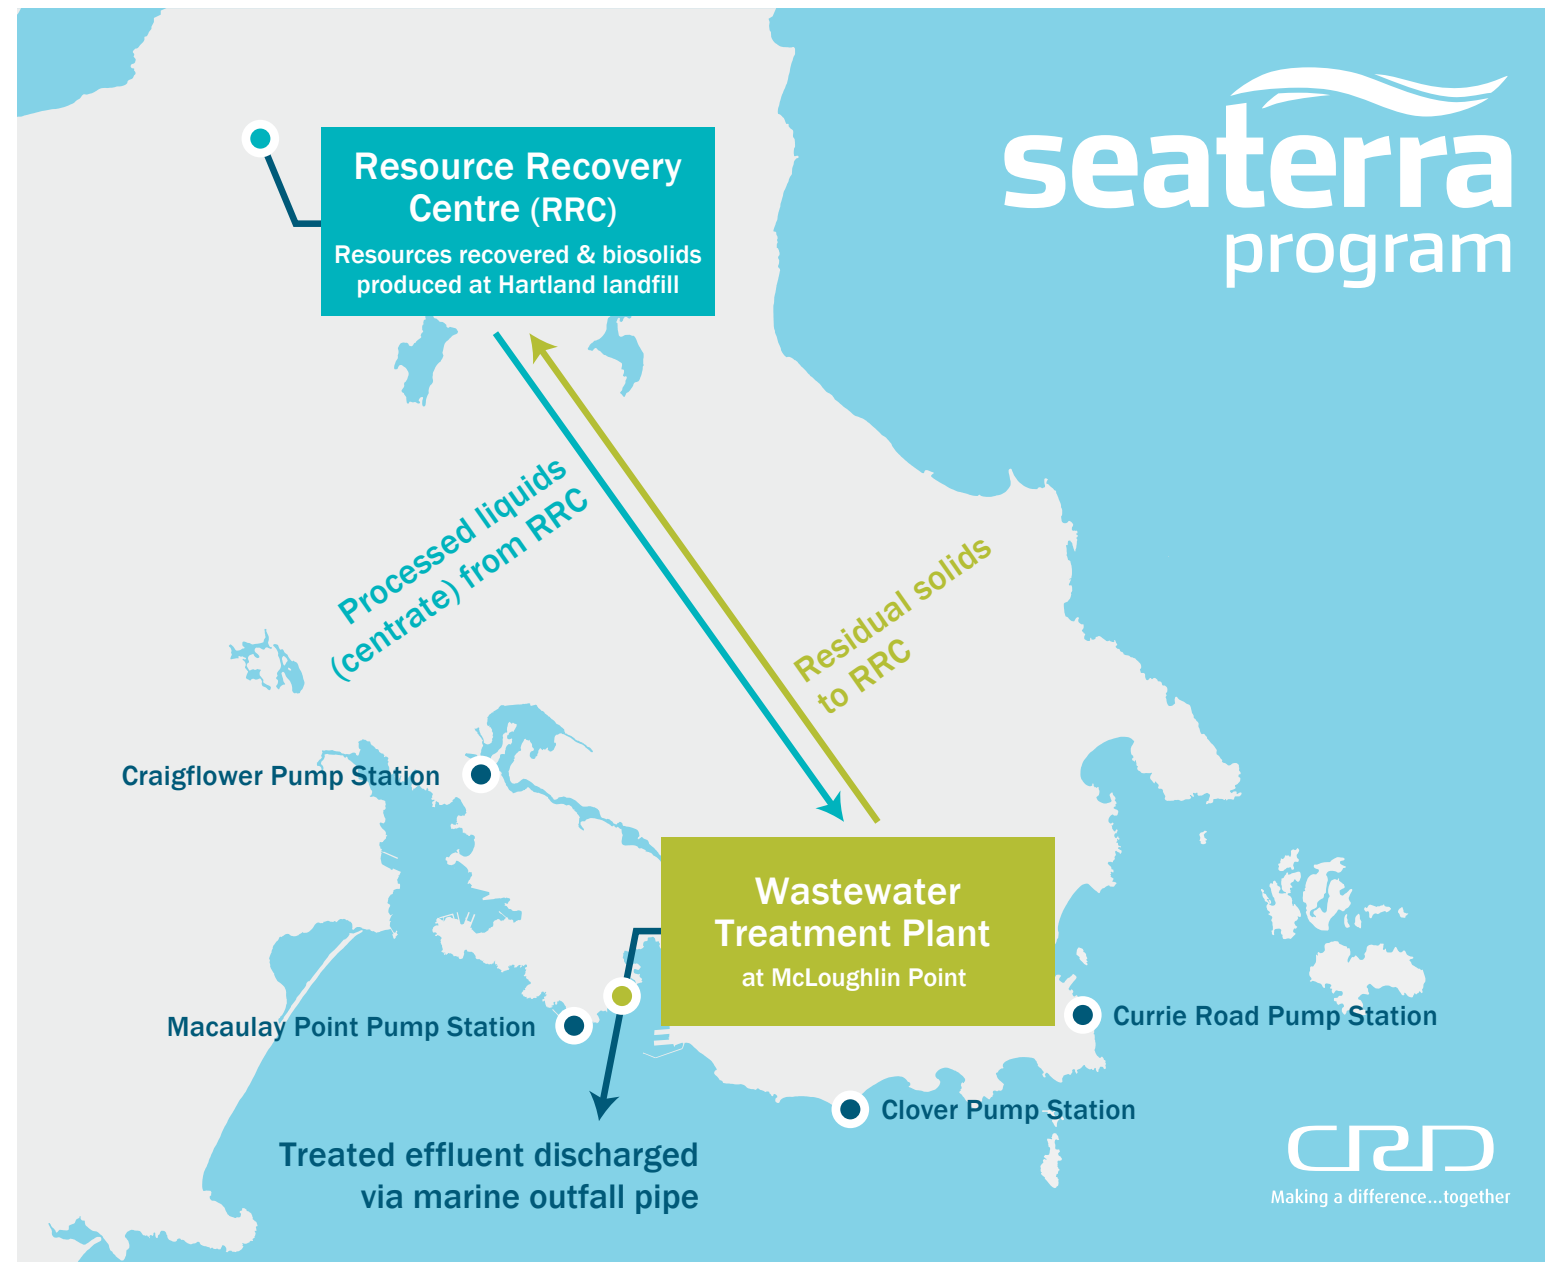 seaterra
program
Resource Recovery
Centre (RRC)
Resources recovered & biosolids
produced at Hartland landfill
Processed liquids
(centrate) from RRC
Residual solids
to RRC
Craigflower Pump Station
Wastewater
Treatment Plant
at McLoughlin Point
Macaulay Point Pump Station
Currie Road Pump Station
Clover Pump Station
Treated effluent discharged
via marine outfall pipe
CRD
Making a difference...together